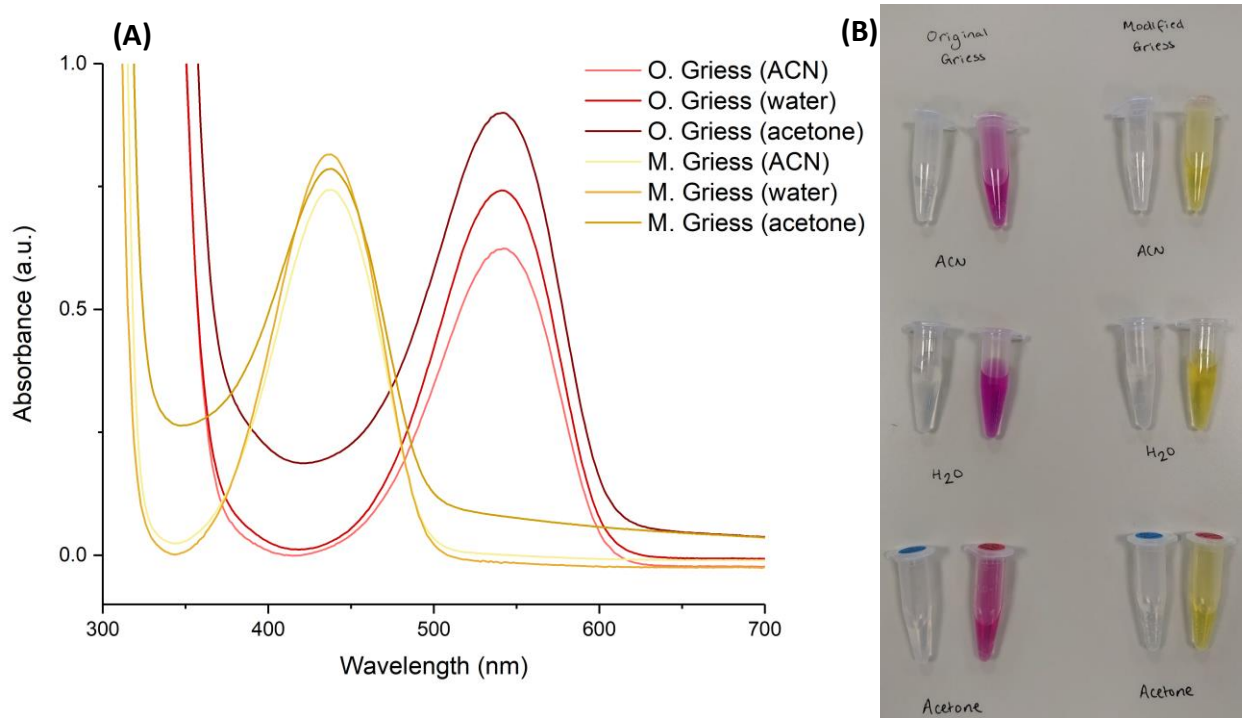 (A)
1.0
0.5
0.0
300
400
500
600
700
Absorbance (a.u.)
Wavelength (nm)
O. Griess (ACN)
O. Griess (water)
O. Griess (acetone)
M. Griess (ACN)
M. Griess (water)
M. Griess (acetone)
(B)
Original
Griess
Modified
Griess
ACN
ACN
H2O
H2O
Acetone
Acetone